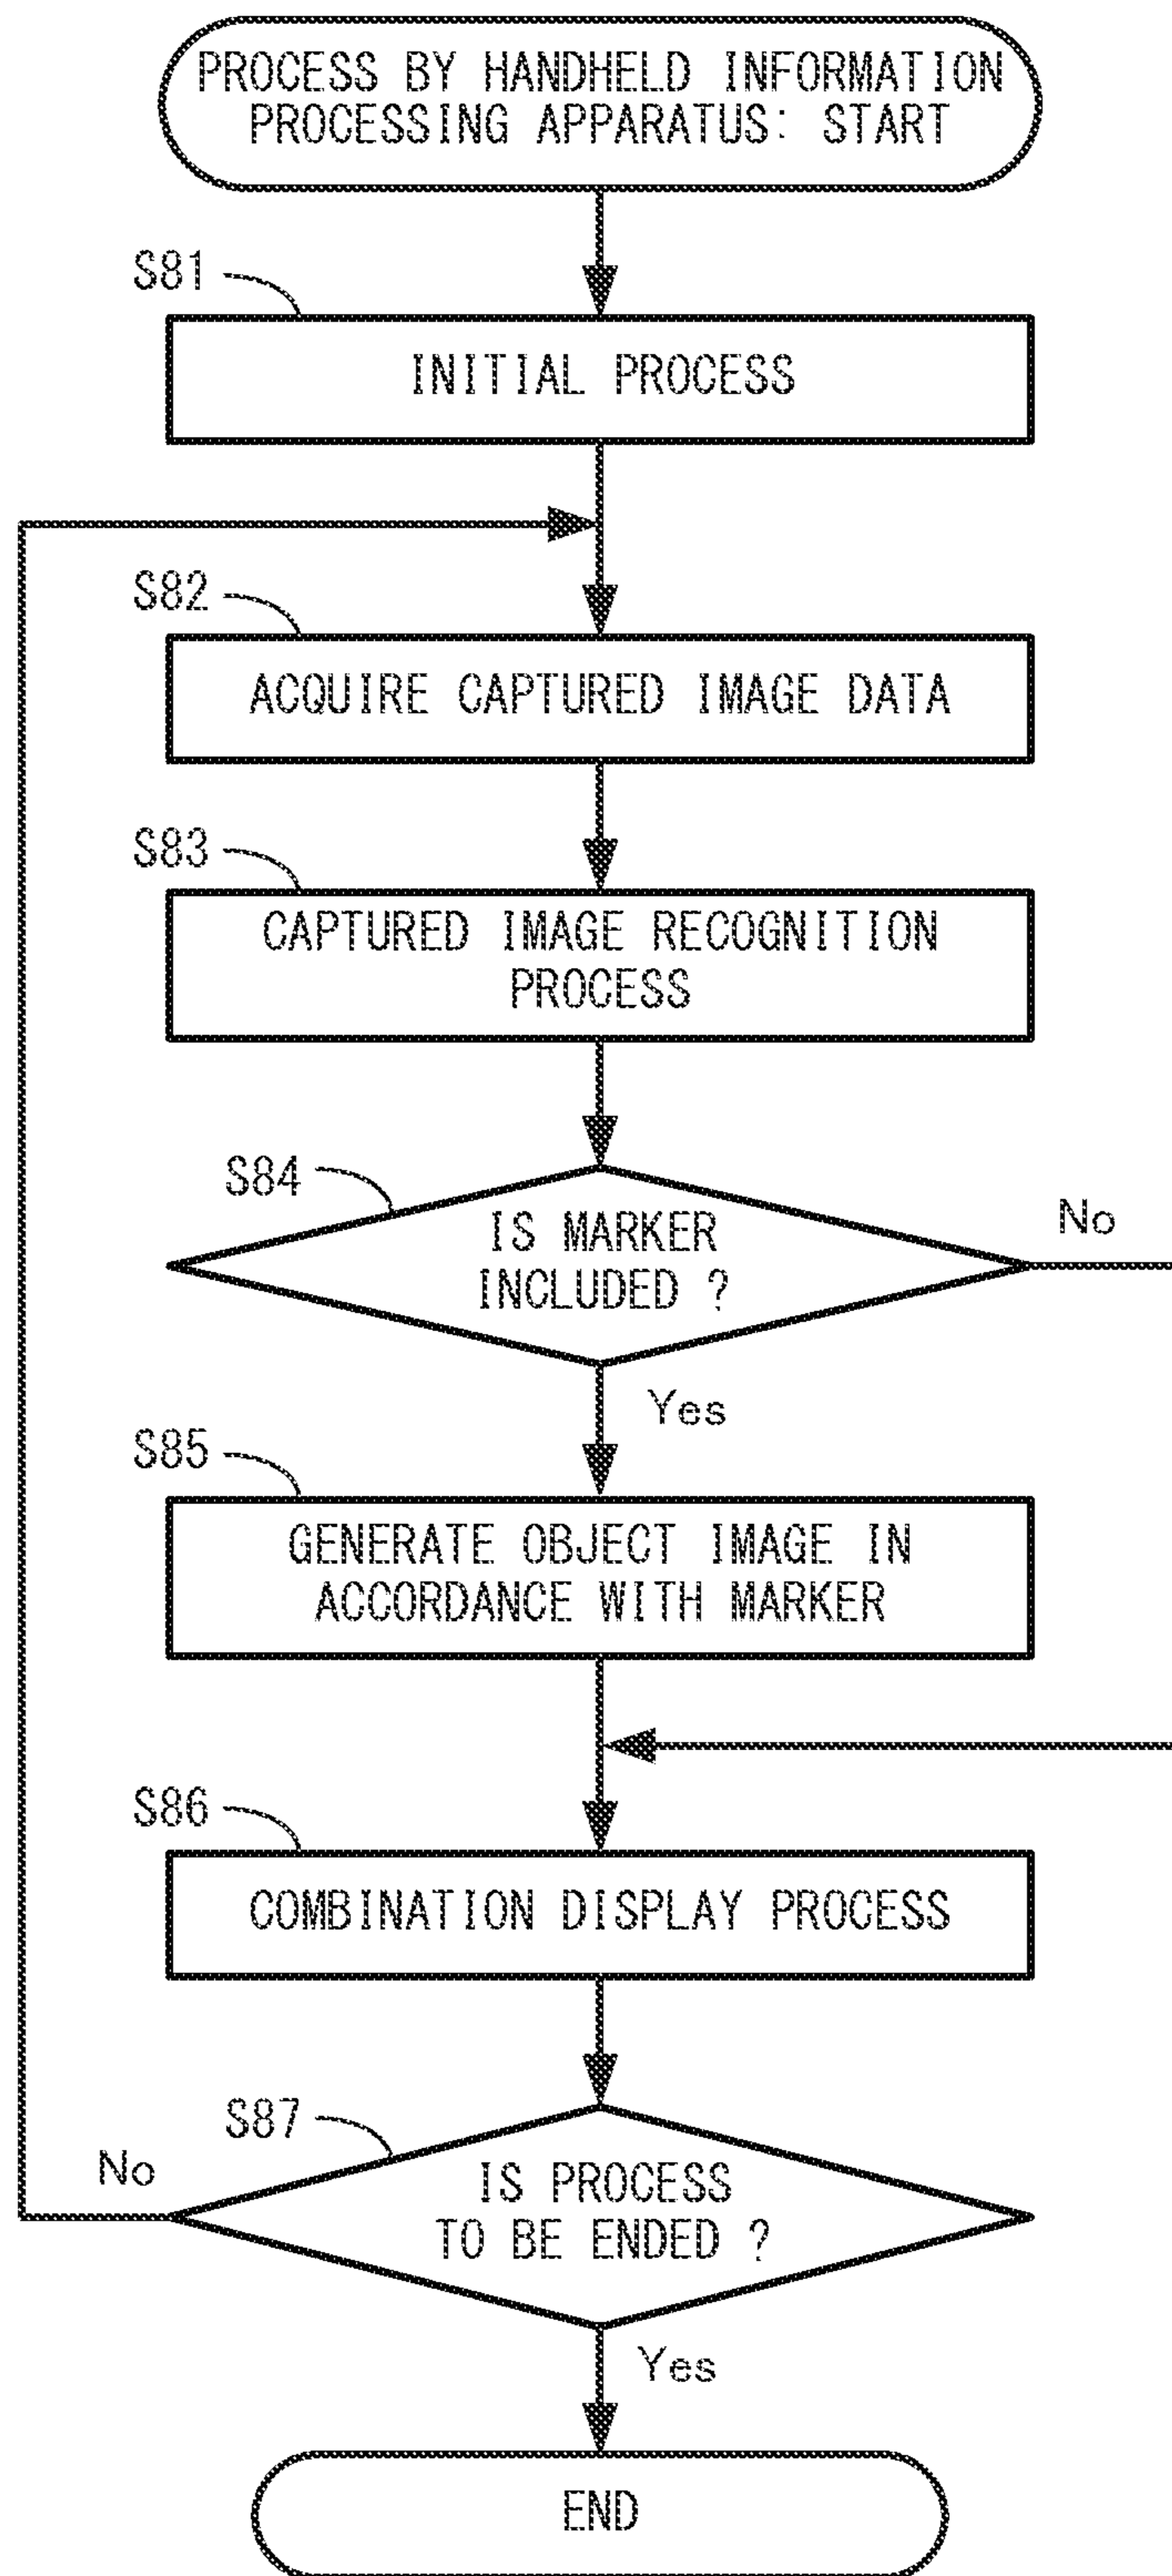 PROCESS BY HANDHELD INFORMATION
PROCESSING APPARATUS: START
S81
INITIAL PROCESS
S82
ACQUIRE CAPTURED IMAGE DATA
S83
CAPTURED IMAGE RECOGNITION
PROCESS
S84
IS MARKER
INCLUDED ?
No
Yes
S85
GENERATE OBJECT IMAGE IN
ACCORDANCE WITH MARKER
S86
COMBINATION DISPLAY PROCESS
S87
No
IS PROCESS
TO BE ENDED ?
Yes
END